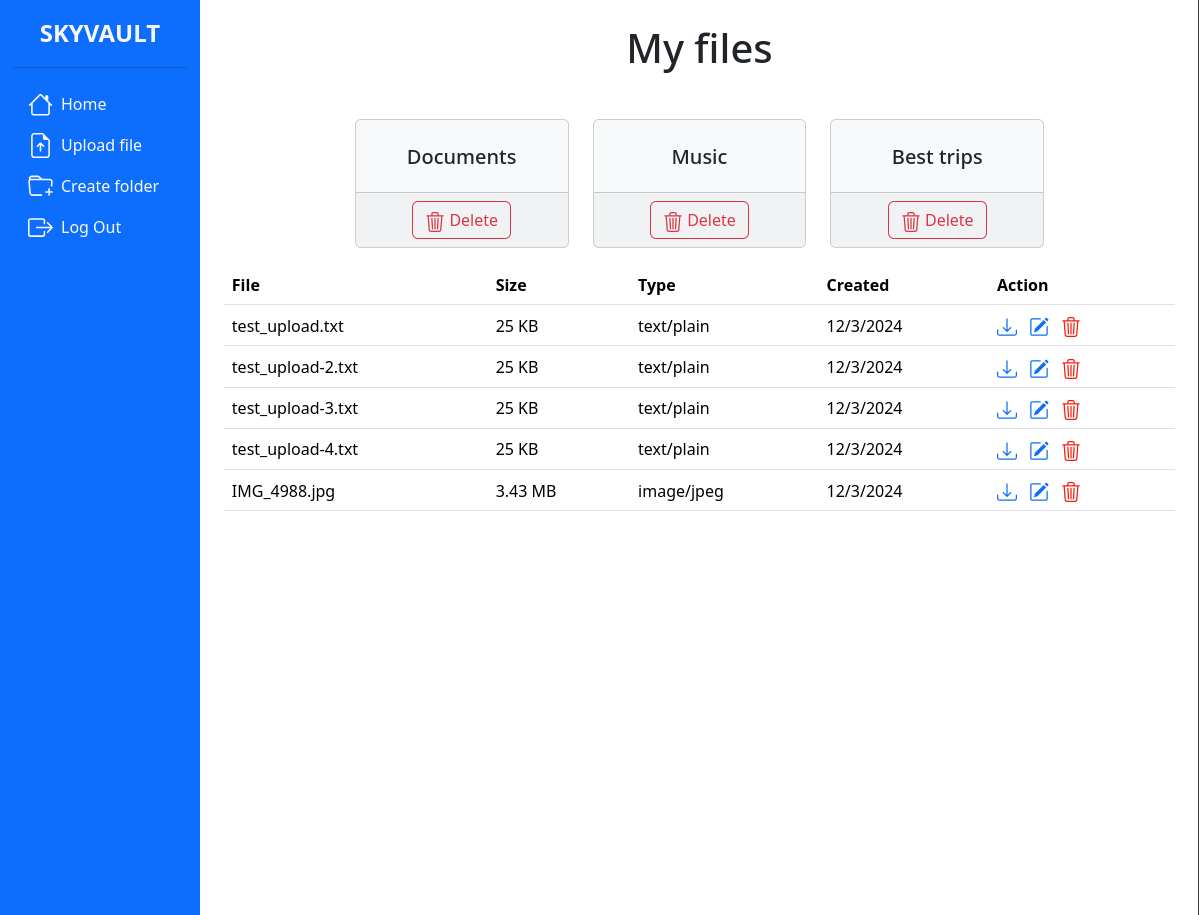 SKYVAULT
Home
Upload file
Create folder
Log Out
My files
Documents Music Best trips
Delete Delete Delete
File Size Type Created Action
test_upload.txt 25 KB text/plain 12/3/2024
test_upload-2.txt 25 KB text/plain 12/3/2024
test_upload-3.txt 25 KB text/plain 12/3/2024
test_upload-4.txt 25 KB text/plain 12/3/2024
IMG_4988.jpg 3.43 MB image/jpeg 12/3/2024